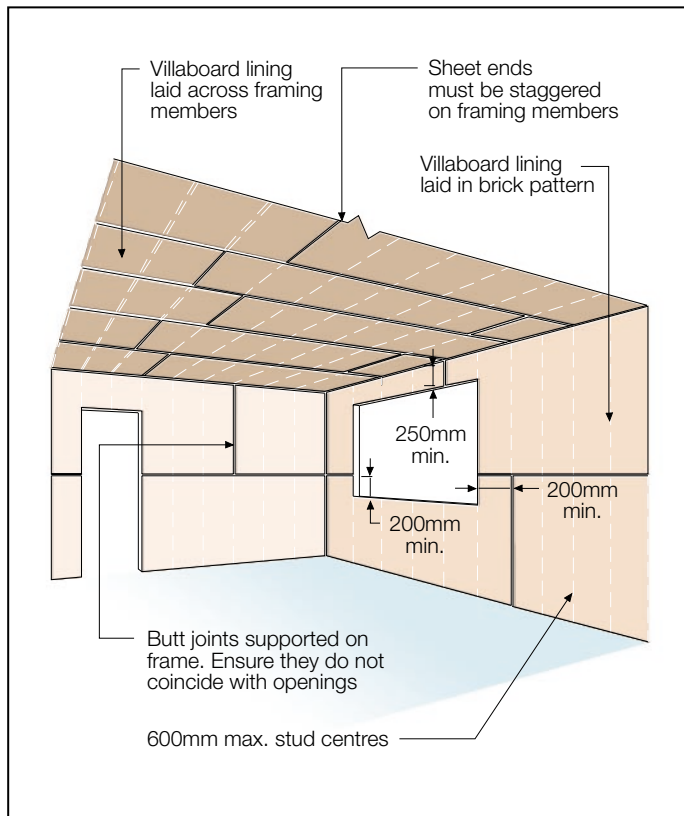 Villaboard lining
laid across framing
members
Sheet ends
must be staggered
on framing members
Villaboard lining
laid in brick pattern
250mm
min.
200mm
min.
200mm
min.
Butt joints supported on
frame. Ensure they do not
coincide with openings
600mm max. stud centres